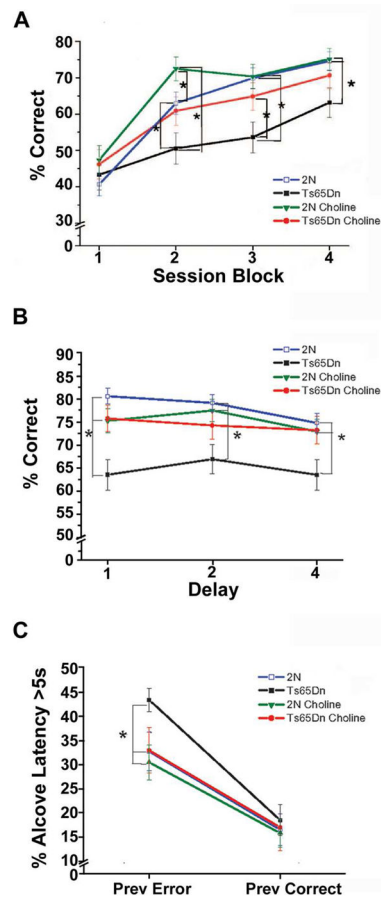 A
% Correct
80
70
60
50
40
30
0
1
2
3
4
Session Block
*
*
*
*
*
*
2N
Ts65Dn
2N Choline
Ts65Dn Choline
B
% Correct
90
85
80
75
70
65
60
55
50
0
1
2
4
Delay
*
*
*
2N
Ts65Dn
2N Choline
Ts65Dn Choline
C
% Alcove Latency >5s
50
45
40
35
30
25
20
15
10
0
Prev Error
Prev Correct
*
2N
Ts65Dn
2N Choline
Ts65Dn Choline